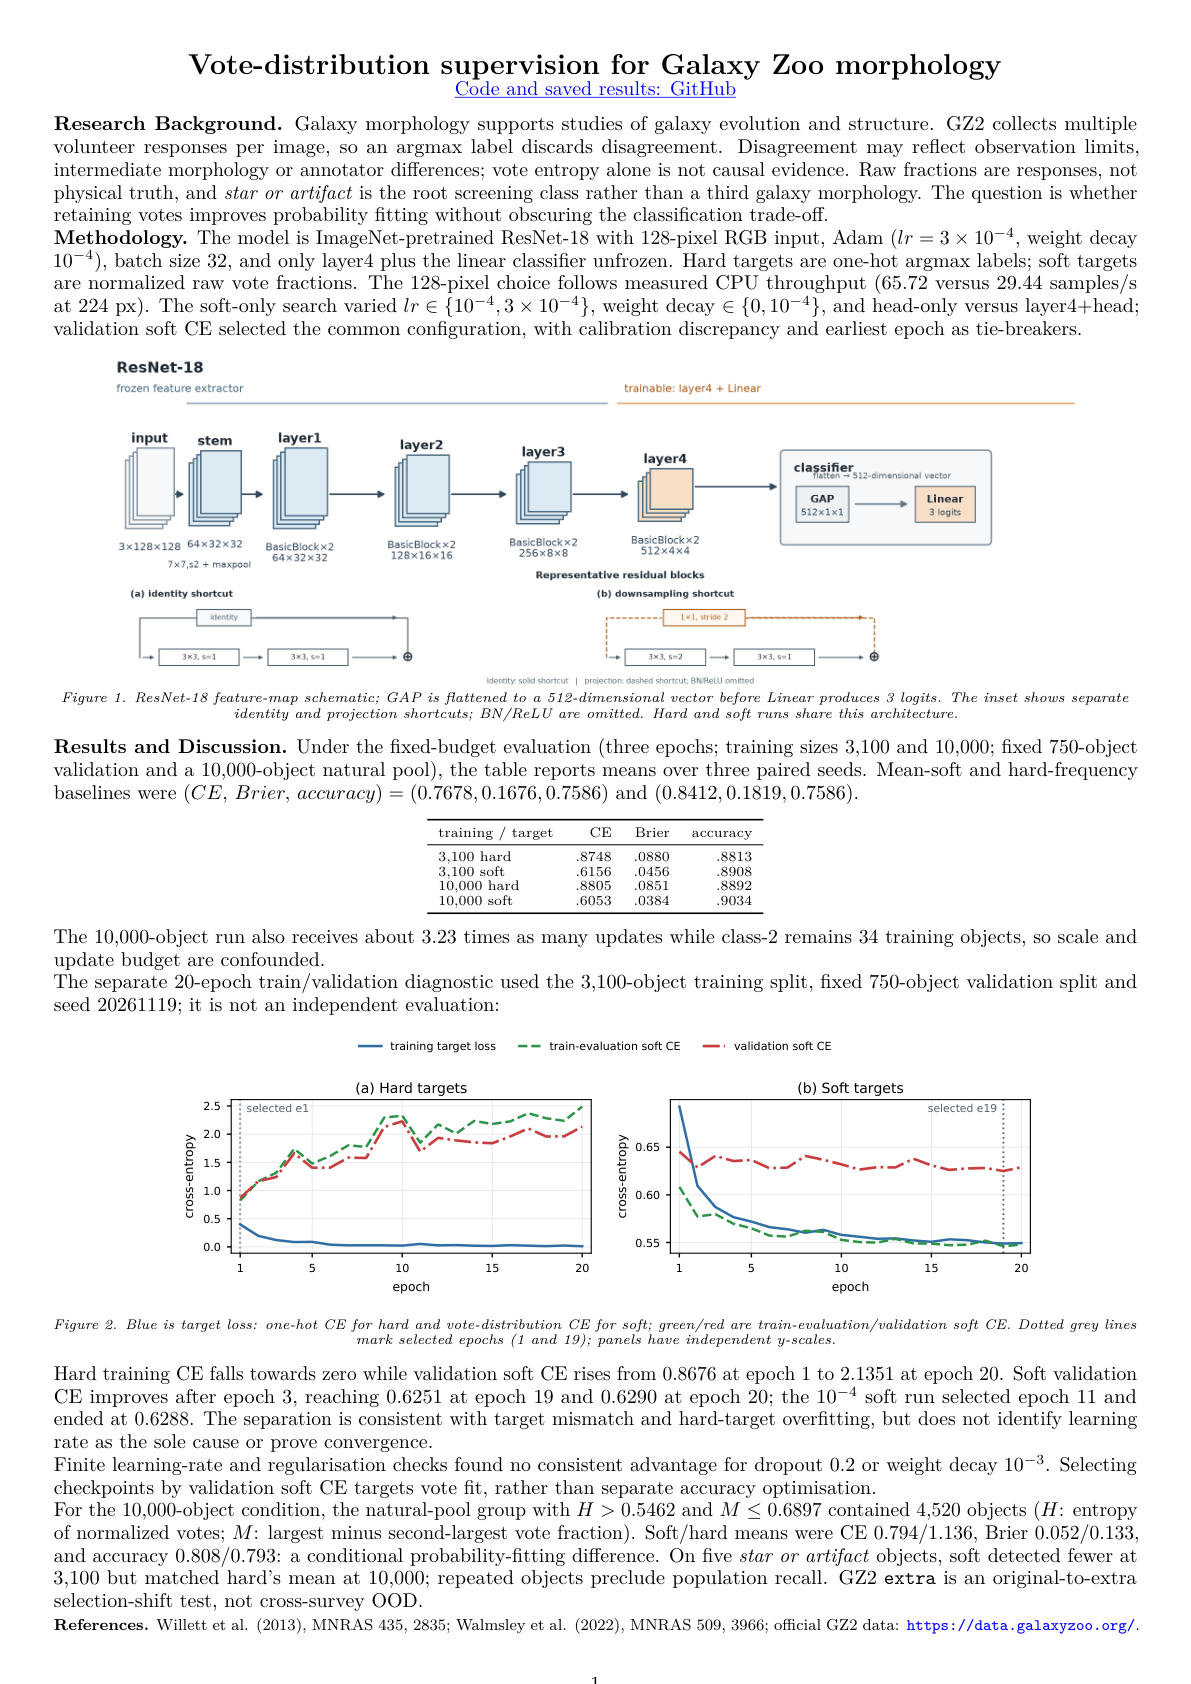 Vote-distribution supervision for Galaxy Zoo morphology
Code and saved results: GitHub
Research Background. Galaxy morphology supports studies of galaxy evolution and structure. GZ2 collects multiple
volunteer responses per image, so an argmax label discards disagreement. Disagreement may reflect observation limits,
intermediate morphology or annotator differences; vote entropy alone is not causal evidence. Raw fractions are responses, not
physical truth, and star or artifact is the root screening class rather than a third galaxy morphology. The question is whether
retaining votes improves probability fitting without obscuring the classification trade-off.
Methodology. The model is ImageNet-pretrained ResNet-18 with 128-pixel RGB input, Adam (lr = 3 × 10⁻⁴, weight decay
10⁻⁴), batch size 32, and only layer4 plus the linear classifier unfrozen. Hard targets are one-hot argmax labels; soft targets
are normalized raw vote fractions. The 128-pixel choice follows measured CPU throughput (65.72 versus 29.44 samples/s
at 224 px). The soft-only search varied lr ∈ {10⁻⁴, 3 × 10⁻⁴}, weight decay ∈ {0, 10⁻⁴}, and head-only versus layer4+head;
validation soft CE selected the common configuration, with calibration discrepancy and earliest epoch as tie-breakers.
ResNet-18
frozen feature extractor
trainable: layer4 + Linear
input
stem
layer1
layer2
layer3
layer4
classifier
flatten → 512-dimensional vector
GAP
512×1×1
Linear
3 logits
3×128×128
64×32×32
7×7,s2 + maxpool
BasicBlock×2
64×32×32
BasicBlock×2
128×16×16
BasicBlock×2
256×8×8
BasicBlock×2
512×4×4
Representative residual blocks
(a) identity shortcut
(b) downsampling shortcut
identity
3×3, s=1
3×3, s=1
⊕
1×1, stride 2
3×3, s=2
3×3, s=1
⊕
identity: solid shortcut | projection: dashed shortcut; BN/ReLU omitted
Figure 1. ResNet-18 feature-map schematic; GAP is flattened to a 512-dimensional vector before Linear produces 3 logits. The inset shows separate
identity and projection shortcuts; BN/ReLU are omitted. Hard and soft runs share this architecture.
Results and Discussion. Under the fixed-budget evaluation (three epochs; training sizes 3,100 and 10,000; fixed 750-object
validation and a 10,000-object natural pool), the table reports means over three paired seeds. Mean-soft and hard-frequency
baselines were (CE, Brier, accuracy) = (0.7678, 0.1676, 0.7586) and (0.8412, 0.1819, 0.7586).
training / target CE Brier accuracy
3,100 hard .8748 .0880 .8813
3,100 soft .6156 .0456 .8908
10,000 hard .8805 .0851 .8892
10,000 soft .6053 .0384 .9034
The 10,000-object run also receives about 3.23 times as many updates while class-2 remains 34 training objects, so scale and
update budget are confounded.
The separate 20-epoch train/validation diagnostic used the 3,100-object training split, fixed 750-object validation split and
seed 20261119; it is not an independent evaluation:
training target loss train-evaluation soft CE validation soft CE
(a) Hard targets
selected e1
cross-entropy
2.5
2.0
1.5
1.0
0.5
0.0
1 5 10 15 20
epoch
(b) Soft targets
selected e19
cross-entropy
0.65
0.60
0.55
1 5 10 15 20
epoch
Figure 2. Blue is target loss: one-hot CE for hard and vote-distribution CE for soft; green/red are train-evaluation/validation soft CE. Dotted grey lines
mark selected epochs (1 and 19); panels have independent y-scales.
Hard training CE falls towards zero while validation soft CE rises from 0.8676 at epoch 1 to 2.1351 at epoch 20. Soft validation
CE improves after epoch 3, reaching 0.6251 at epoch 19 and 0.6290 at epoch 20; the 10⁻⁴ soft run selected epoch 11 and
ended at 0.6288. The separation is consistent with target mismatch and hard-target overfitting, but does not identify learning
rate as the sole cause or prove convergence.
Finite learning-rate and regularisation checks found no consistent advantage for dropout 0.2 or weight decay 10⁻³. Selecting
checkpoints by validation soft CE targets vote fit, rather than separate accuracy optimisation.
For the 10,000-object condition, the natural-pool group with H > 0.5462 and M ≤ 0.6897 contained 4,520 objects (H: entropy
of normalized votes; M: largest minus second-largest vote fraction). Soft/hard means were CE 0.794/1.136, Brier 0.052/0.133,
and accuracy 0.808/0.793: a conditional probability-fitting difference. On five star or artifact objects, soft detected fewer at
3,100 but matched hard's mean at 10,000; repeated objects preclude population recall. GZ2 extra is an original-to-extra
selection-shift test, not cross-survey OOD.
References. Willett et al. (2013), MNRAS 435, 2835; Walmsley et al. (2022), MNRAS 509, 3966; official GZ2 data: https://data.galaxyzoo.org/.
1